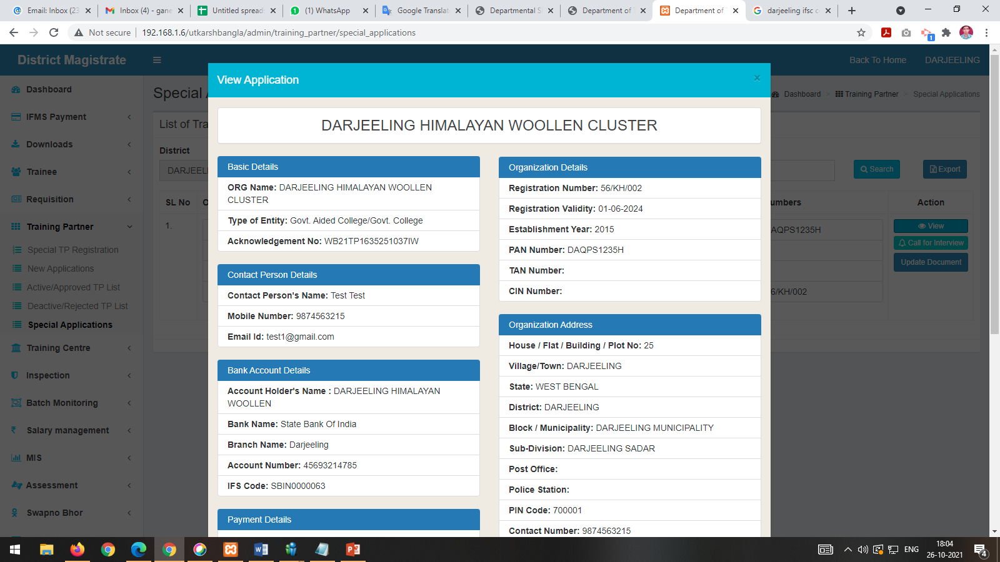 Email: Inbox (23
Inbox (4) - gane
Untitled spread
(1) WhatsApp
Google Translat
Departmental S
Department of
Department of T
darjeeling ifsc c
Not secure
192.168.1.6/utkarshbangla/admin/training_partner/special_applications
1
District Magistrate
Back To Home
DARJEELING
Dashboard
IFMS Payment
Downloads
Trainee
Requisition
Training Partner
Special TP Registration
New Applications
Active/Approved TP List
Deactive/Rejected TP List
Special Applications
Training Centre
Inspection
Batch Monitoring
Salary management
MIS
Assessment
Swapno Bhor
Special A
Dashboard > Training Partner > Special Applications
List of Tra
District
DARJEEL
Search
Export
SL No
O
umbers
Action
1.
AQPS1235H
6/KH/002
View
Call for Interview
Update Document
View Application
×
DARJEELING HIMALAYAN WOOLLEN CLUSTER
Basic Details
ORG Name: DARJEELING HIMALAYAN WOOLLEN
CLUSTER
Type of Entity: Govt. Aided College/Govt. College
Acknowledgement No: WB21TP1635251037IW
Contact Person Details
Contact Person's Name: Test Test
Mobile Number: 9874563215
Email Id: test1@gmail.com
Bank Account Details
Account Holder's Name : DARJEELING HIMALAYAN
WOOLLEN
Bank Name: State Bank Of India
Branch Name: Darjeeling
Account Number: 45693214785
IFS Code: SBIN0000063
Payment Details
Organization Details
Registration Number: 56/KH/002
Registration Validity: 01-06-2024
Establishment Year: 2015
PAN Number: DAQPS1235H
TAN Number:
CIN Number:
Organization Address
House / Flat / Building / Plot No: 25
Village/Town: DARJEELING
State: WEST BENGAL
District: DARJEELING
Block / Municipality: DARJEELING MUNICIPALITY
Sub-Division: DARJEELING SADAR
Post Office:
Police Station:
PIN Code: 700001
Contact Number: 9874563215
ENG
18:04
26-10-2021
4